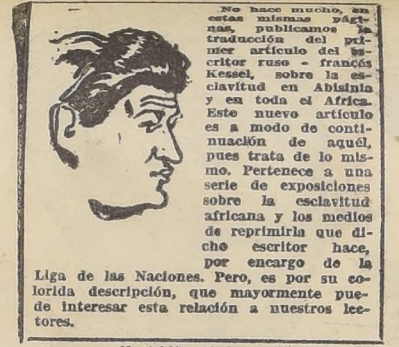 No hace mucho, en
estas mismas pági-
nas, publicamos la
traducción del pri-
mer artículo del es-
critor ruso - francés
Kessel, sobre la es-
clavitud en Abisinia
y en toda el Africa.
Este nuevo artículo
es a modo de conti-
nuación de aquél,
pues trata de lo mis-
mo. Pertenece a una
serie de exposiciones
sobre la esclavitud
africana y los medios
de reprimirla que di-
cho escritor hace,
por encargo de la
Liga de las Naciones. Pero, es por su co-
lorida descripción, que mayormente pue-
de interesar esta relación a nuestros lec-
tores.